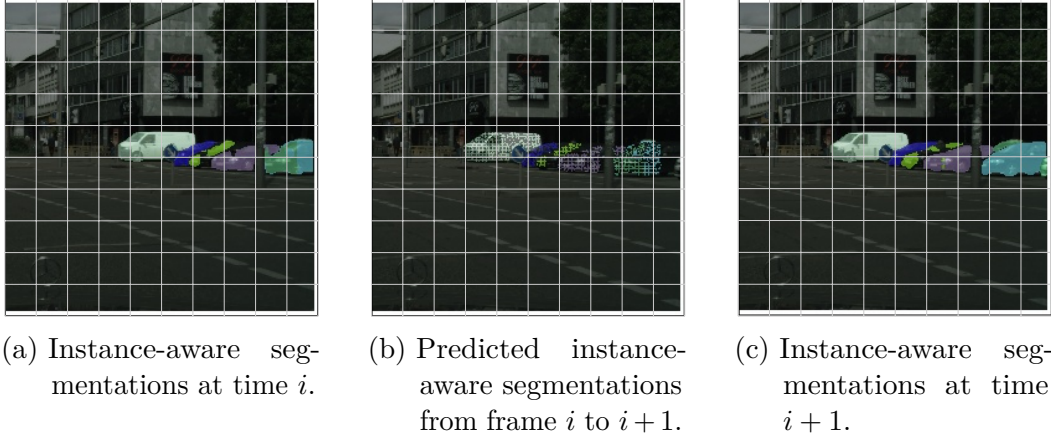 (a) Instance-aware seg-
mentations at time i.
(b) Predicted instance-
aware segmentations
from frame i to i + 1.
(c) Instance-aware seg-
mentations at time
i + 1.